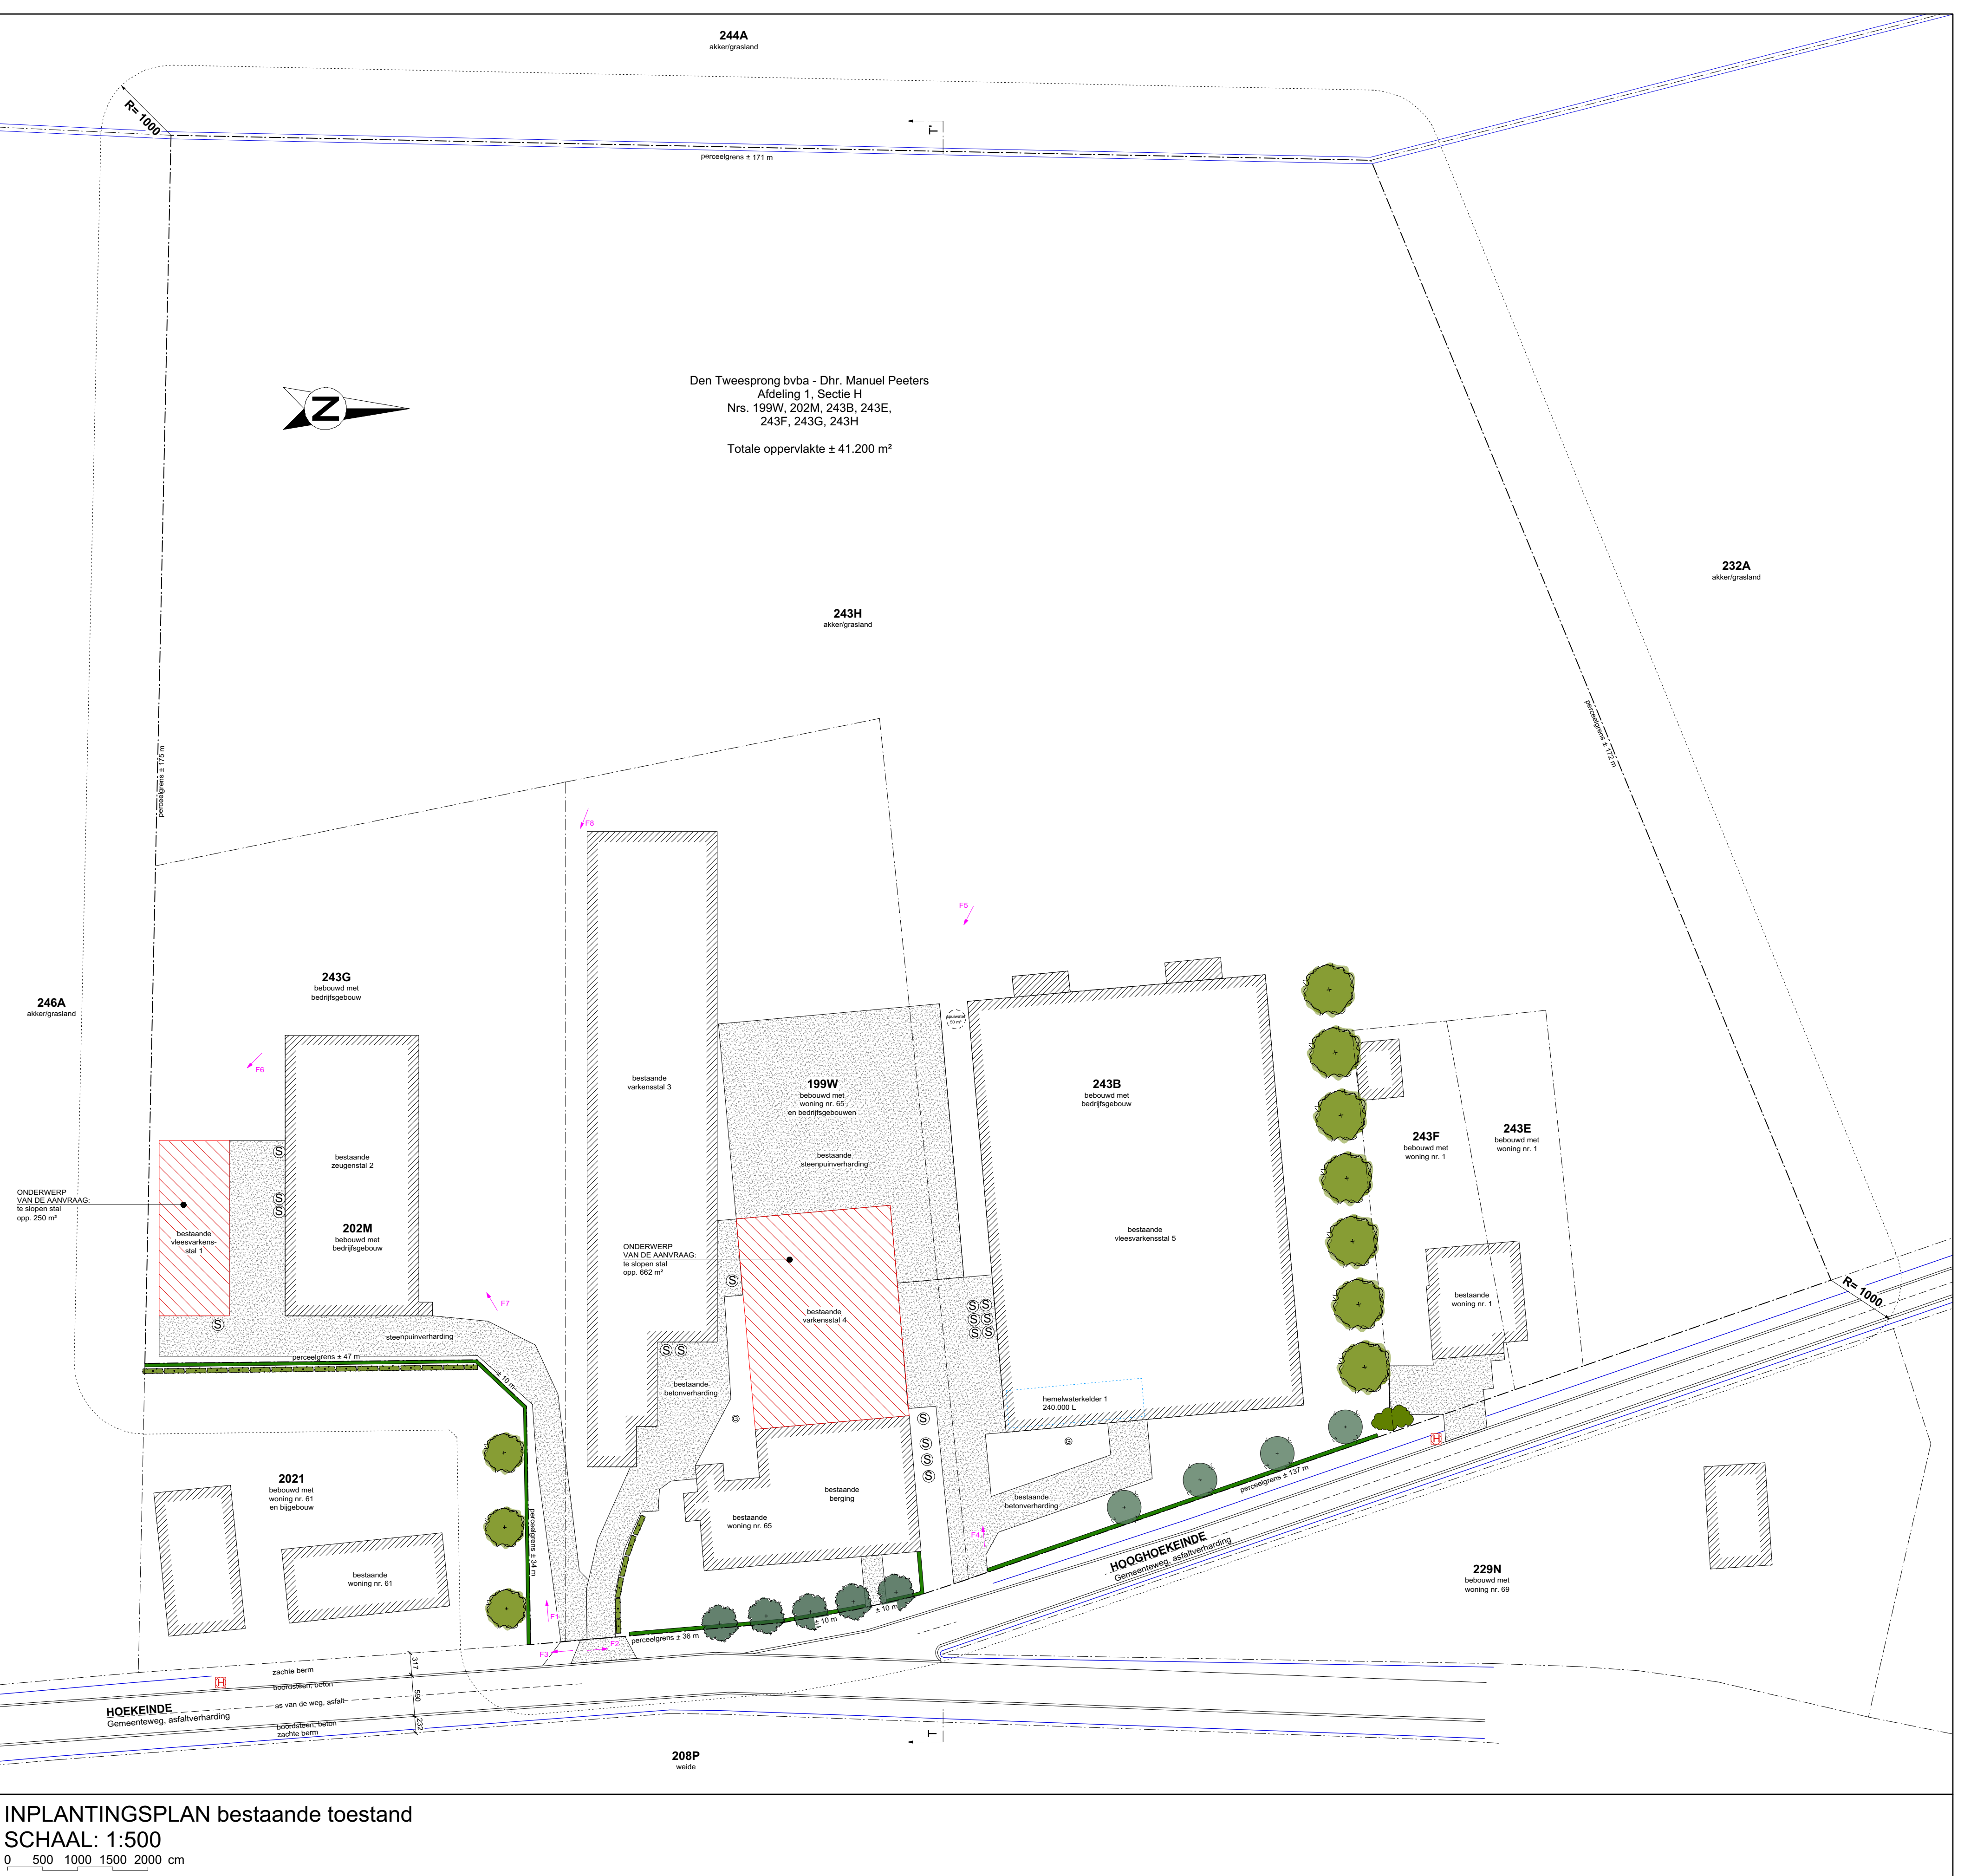 244A
akker/grasland
R= 1000
T
perceelgrens ± 171 m
Den Tweesprong bvba - Dhr. Manuel Peeters
Afdeling 1, Sectie H
Nrs. 199W, 202M, 243B, 243E,
243F, 243G, 243H
Totale oppervlakte ± 41.200 m²
N
232A
akker/grasland
243H
akker/grasland
perceelgrens ± 175 m
perceelgrens ± 172 m
F8
F5
243G
bebouwd met
bedrijfsgebouw
246A
akker/grasland
50 m³
F6
bestaande
varkensstal 3
199W
bebouwd met
woning nr. 65
en bedrijfsgebouwen
243B
bebouwd met
bedrijfsgebouw
243F
bebouwd met
woning nr. 1
243E
bebouwd met
woning nr. 1
bestaande
zeugenstal 2
bestaande
steenpuinverharding
S
S
S
ONDERWERP
VAN DE AANVRAAG:
te slopen stal
opp. 250 m²
bestaande
vleesvarkens-
stal 1
202M
bebouwd met
bedrijfsgebouw
bestaande
vleesvarkensstal 5
ONDERWERP
VAN DE AANVRAAG:
te slopen stal
opp. 662 m²
S
bestaande
varkensstal 4
S S
S S
S S
bestaande
woning nr. 1
R= 1000
F7
S
steenpuinverharding
perceelgrens ± 47 m
± 10 m
S S
bestaande
betonverharding
G
hemelwaterkelder 1
240.000 L
S
S
S
S
G
H
2021
bebouwd met
woning nr. 61
en bijgebouw
bestaande
berging
bestaande
woning nr. 65
bestaande
betonverharding
perceelgrens ± 137 m
perceelgrens ± 34 m
F4
HOOGHOEKEINDE
Gemeenteweg, asfaltverharding
229N
bebouwd met
woning nr. 69
bestaande
woning nr. 61
F1
F2
F3
perceelgrens ± 36 m
± 10 m
± 10 m
zachte berm
317
H
boordsteen, beton
590
as van de weg, asfalt
HOEKEINDE
Gemeenteweg, asfaltverharding
boordsteen, beton
232
zachte berm
T
208P
weide
INPLANTINGSPLAN bestaande toestand
SCHAAL: 1:500
0 500 1000 1500 2000 cm